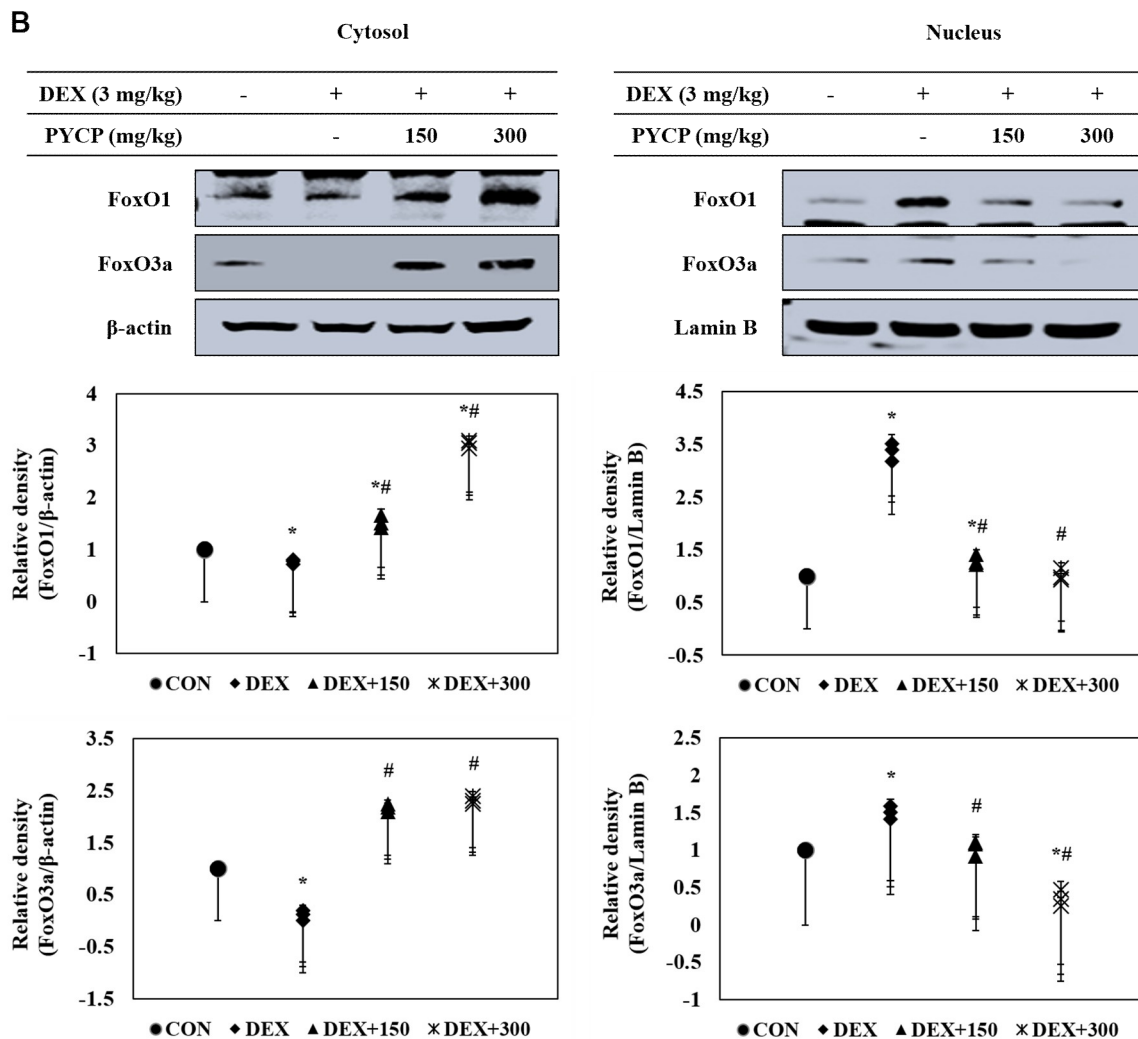 B
Cytosol
DEX (3 mg/kg) - + + +
PYCP (mg/kg) - 150 300
FoxO1
FoxO3a
β-actin
Nucleus
DEX (3 mg/kg) - + + +
PYCP (mg/kg) - 150 300
FoxO1
FoxO3a
Lamin B
Relative density
(FoxO1/β-actin)
4
3
2
1
0
-1
*
*#
*#
CON DEX DEX+150 DEX+300
Relative density
(FoxO1/Lamin B)
4.5
3.5
2.5
1.5
0.5
-0.5
*
*#
#
CON DEX DEX+150 DEX+300
Relative density
(FoxO3a/β-actin)
3.5
2.5
1.5
0.5
-0.5
-1.5
*
#
#
CON DEX DEX+150 DEX+300
Relative density
(FoxO3a/Lamin B)
2.5
2
1.5
1
0.5
0
-0.5
-1
*
#
*#
CON DEX DEX+150 DEX+300